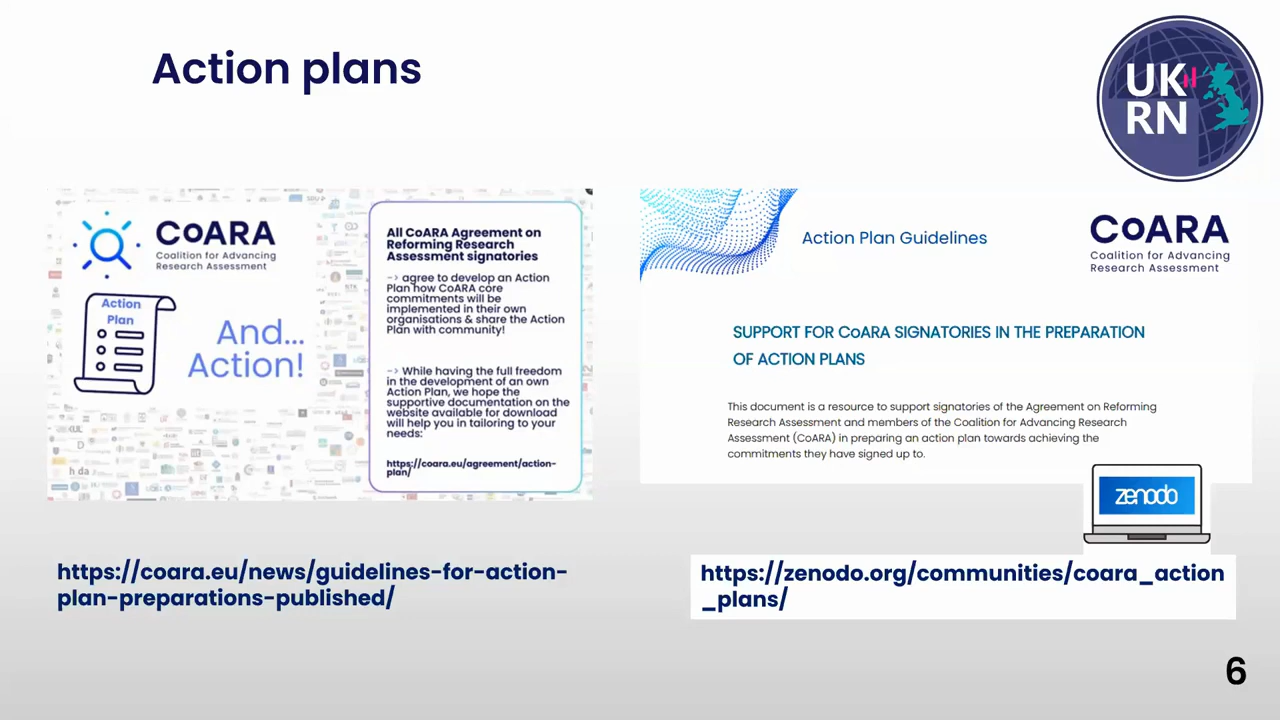 Action plans
UK
RN
CoARA
Coalition for Advancing
Research Assessment
Action
Plan
And...
Action!
All CoARA Agreement on
Reforming Research
Assessment signatories
-> agree to develop an Action
Plan how CoARA core
commitments will be
implemented in their own
organisations & share the Action
Plan with community!
-> While having the full freedom
in the development of an own
Action Plan, we hope the
supportive documentation on the
website available for download
will help you in tailoring to your
needs:
https://coara.eu/agreement/action-
plan/
https://coara.eu/news/guidelines-for-action-
plan-preparations-published/
Action Plan Guidelines
CoARA
Coalition for Advancing
Research Assessment
SUPPORT FOR CoARA SIGNATORIES IN THE PREPARATION
OF ACTION PLANS
This document is a resource to support signatories of the Agreement on Reforming
Research Assessment and members of the Coalition for Advancing Research
Assessment (CoARA) in preparing an action plan towards achieving the
commitments they have signed up to.
zenodo
https://zenodo.org/communities/coara_action
_plans/
6